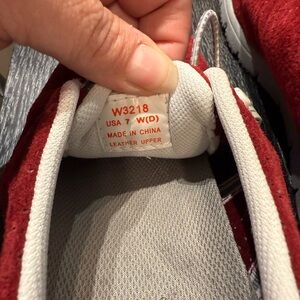 W3218
USA 7 W(D)
MADE IN CHINA
LEATHER UPPER